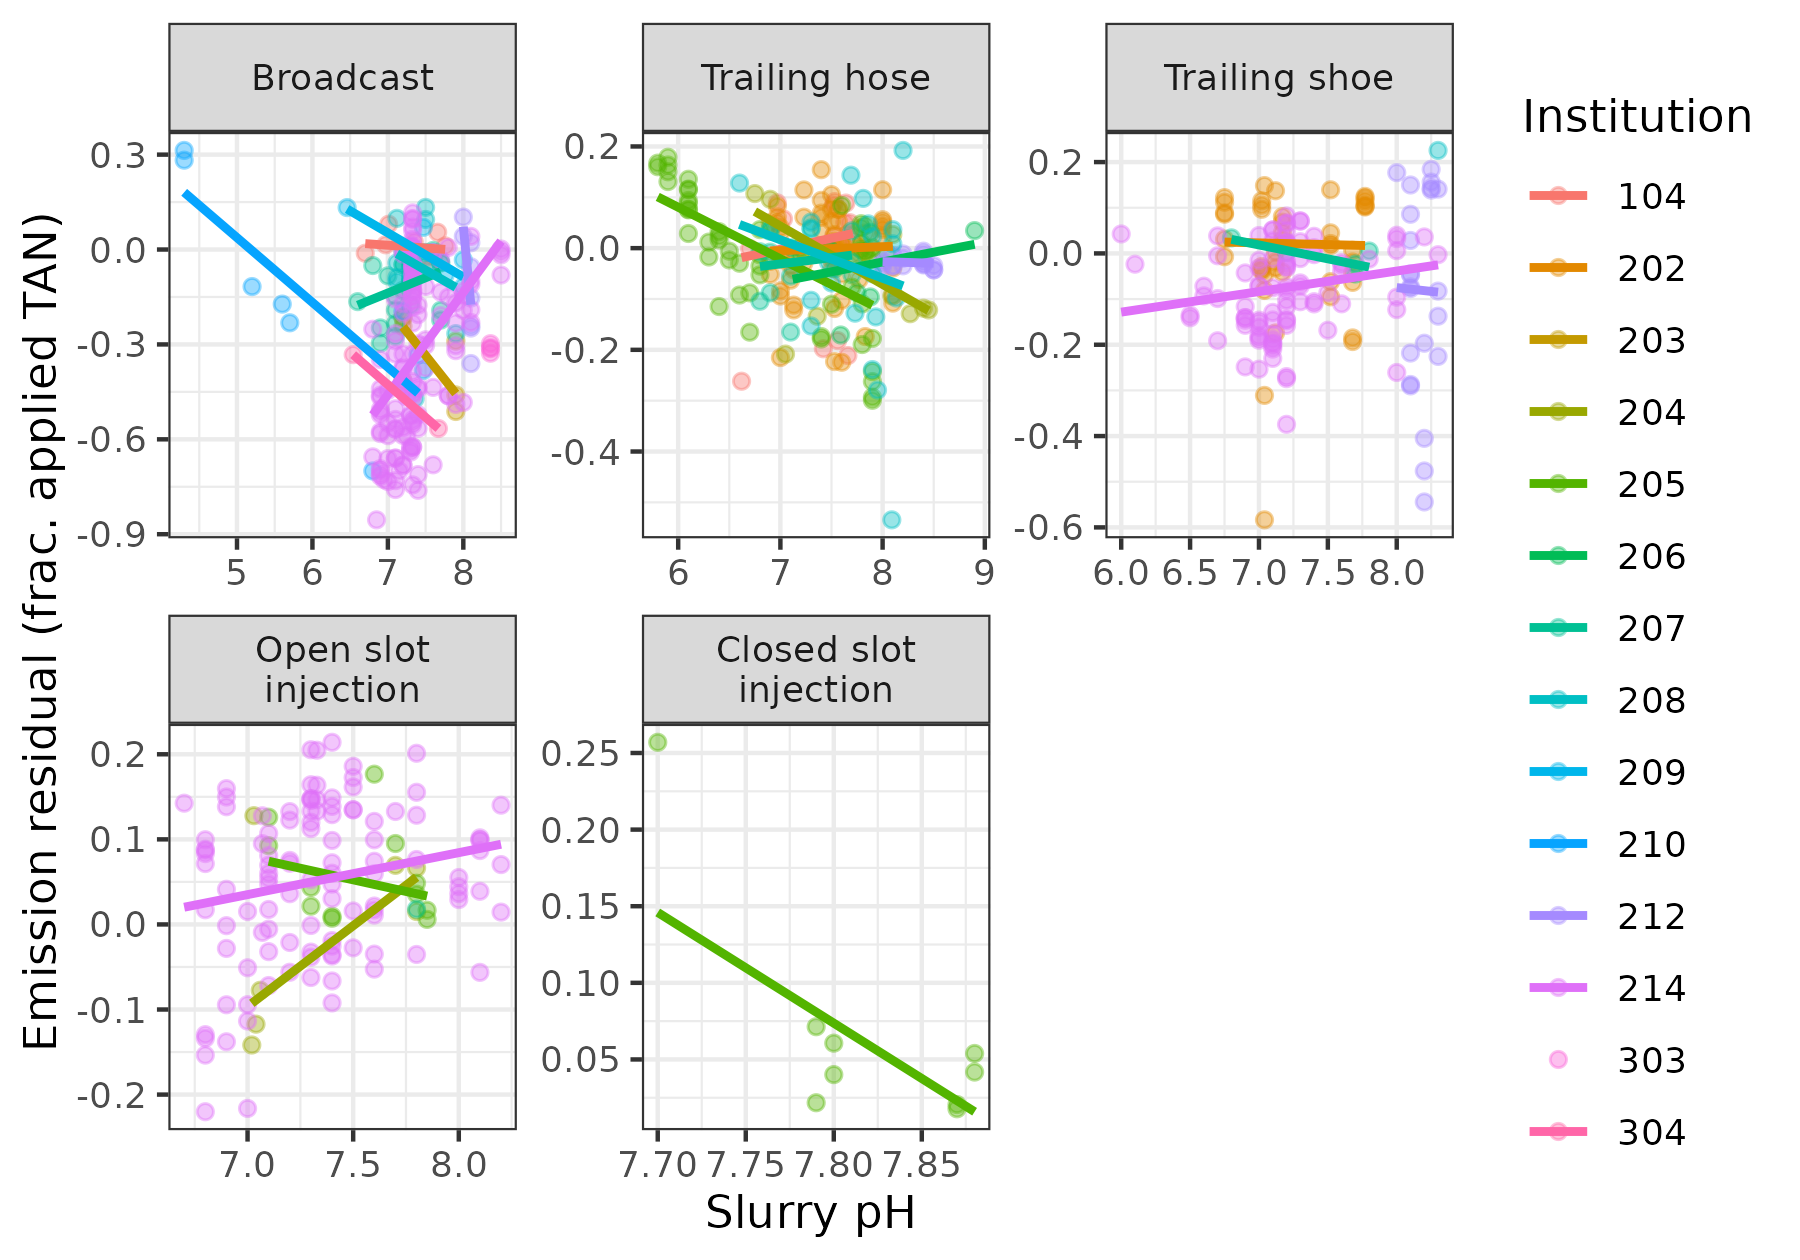 Broadcast
Trailing hose
Trailing shoe
0.3
0.0
-0.3
-0.6
-0.9
5 6 7 8
0.2
0.0
-0.2
-0.4
6 7 8 9
0.2
0.0
-0.2
-0.4
-0.6
6.0 6.5 7.0 7.5 8.0
Open slot
injection
Closed slot
injection
0.2
0.1
0.0
-0.1
-0.2
7.0 7.5 8.0
0.25
0.20
0.15
0.10
0.05
7.70 7.75 7.80 7.85
Slurry pH
Emission residual (frac. applied TAN)
Institution
104
202
203
204
205
206
207
208
209
210
212
214
303
304